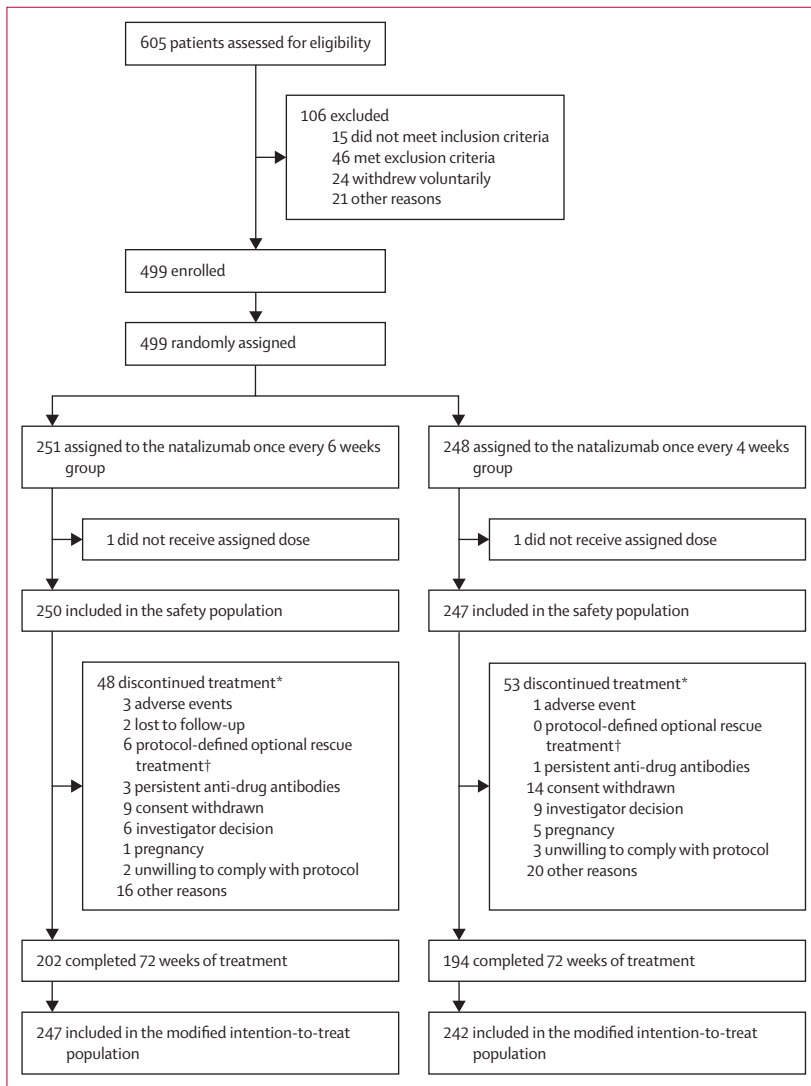 605 patients assessed for eligibility
106 excluded
15 did not meet inclusion criteria
46 met exclusion criteria
24 withdrew voluntarily
21 other reasons
499 enrolled
499 randomly assigned
251 assigned to the natalizumab once every 6 weeks
group
248 assigned to the natalizumab once every 4 weeks
group
1 did not receive assigned dose
1 did not receive assigned dose
250 included in the safety population
247 included in the safety population
48 discontinued treatment*
3 adverse events
2 lost to follow-up
6 protocol-defined optional rescue
treatment†
3 persistent anti-drug antibodies
9 consent withdrawn
6 investigator decision
1 pregnancy
2 unwilling to comply with protocol
16 other reasons
53 discontinued treatment*
1 adverse event
0 protocol-defined optional rescue
treatment†
1 persistent anti-drug antibodies
14 consent withdrawn
9 investigator decision
5 pregnancy
3 unwilling to comply with protocol
20 other reasons
202 completed 72 weeks of treatment
194 completed 72 weeks of treatment
247 included in the modified intention-to-treat
population
242 included in the modified intention-to-treat
population